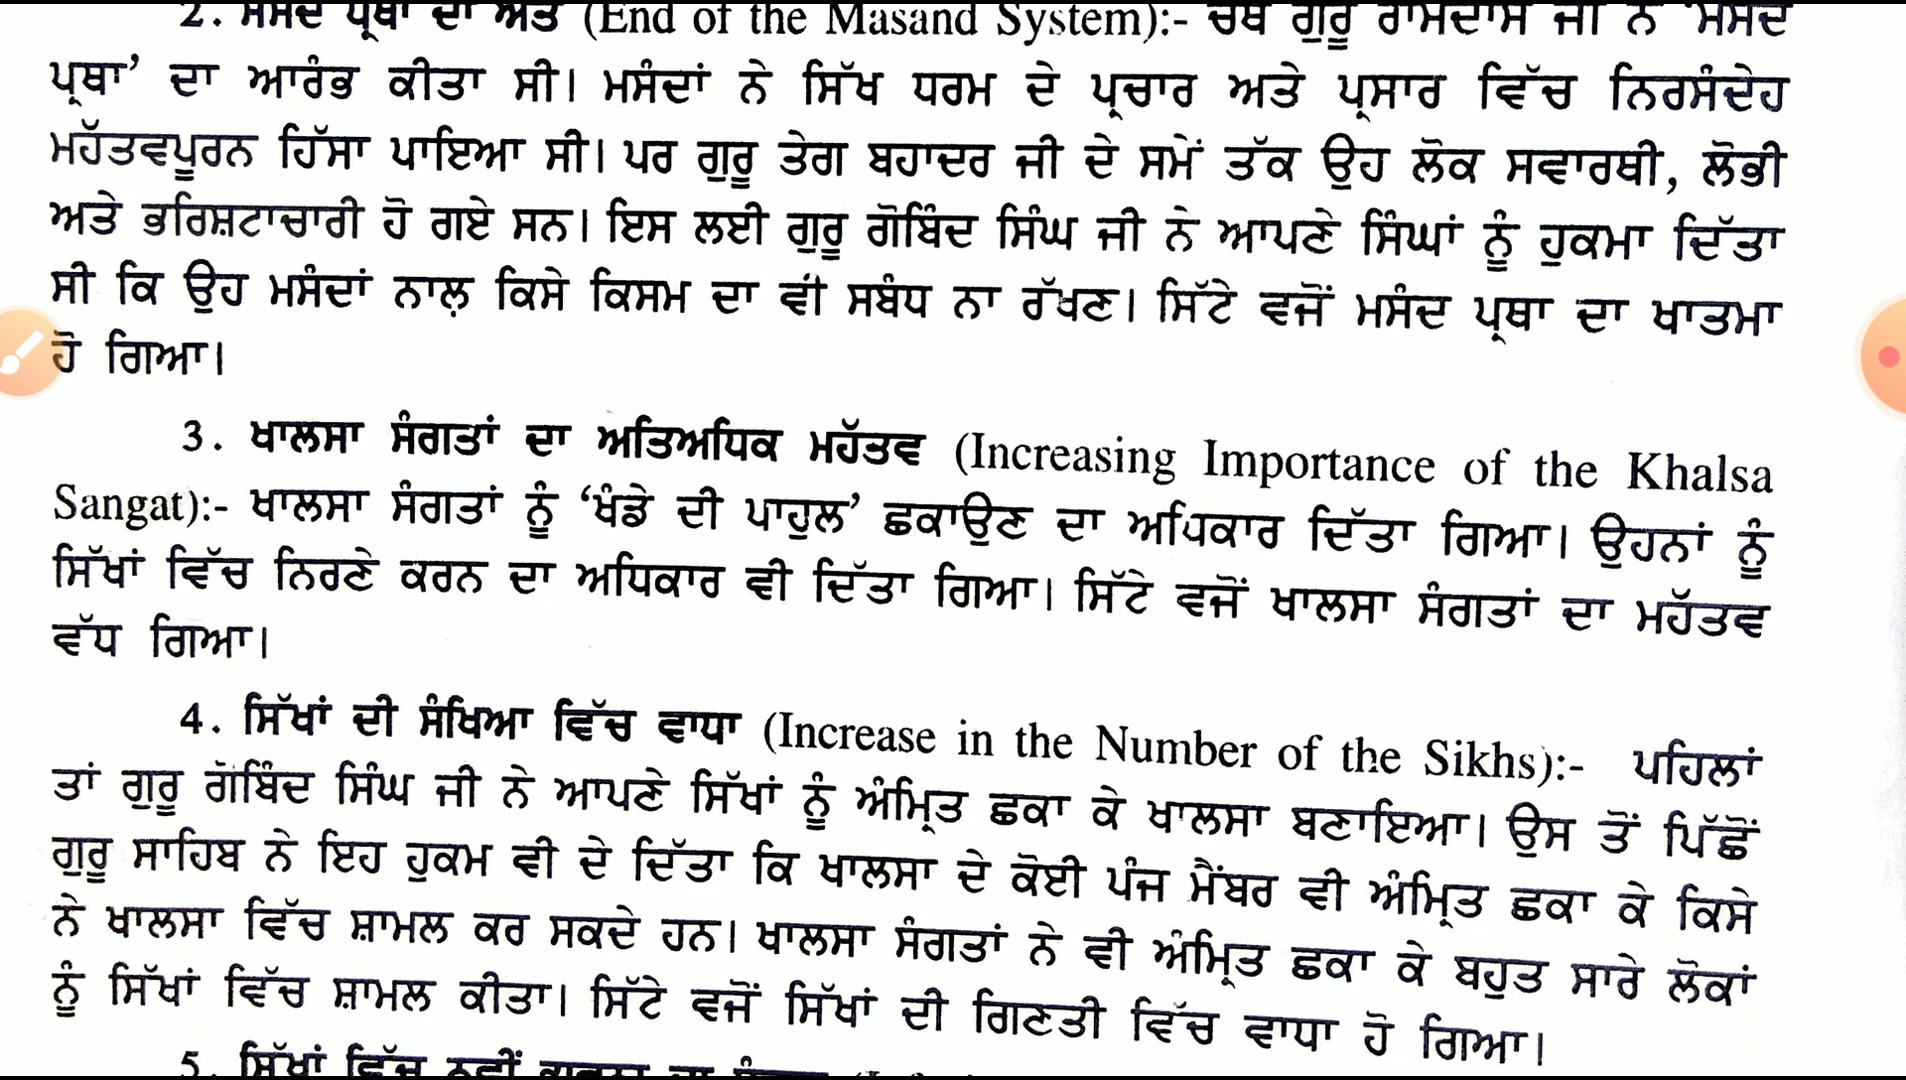 2. ਮਸੰਦ ਪ੍ਰਥਾ ਦਾ ਅੰਤ (End of the Masand System):- ਚੌਥੇ ਗੁਰੂ ਰਾਮਦਾਸ ਜੀ ਨੇ ‘ਮਸੰਦ
ਪ੍ਰਥਾ’ ਦਾ ਆਰੰਭ ਕੀਤਾ ਸੀ। ਮਸੰਦਾਂ ਨੇ ਸਿੱਖ ਧਰਮ ਦੇ ਪ੍ਰਚਾਰ ਅਤੇ ਪ੍ਰਸਾਰ ਵਿੱਚ ਨਿਰਸੰਦੇਹ
ਮਹੱਤਵਪੂਰਨ ਹਿੱਸਾ ਪਾਇਆ ਸੀ। ਪਰ ਗੁਰੂ ਤੇਗ ਬਹਾਦਰ ਜੀ ਦੇ ਸਮੇਂ ਤੱਕ ਉਹ ਲੋਕ ਸਵਾਰਥੀ, ਲੋਭੀ
ਅਤੇ ਭਰਿਸ਼ਟਾਚਾਰੀ ਹੋ ਗਏ ਸਨ। ਇਸ ਲਈ ਗੁਰੂ ਗੋਬਿੰਦ ਸਿੰਘ ਜੀ ਨੇ ਆਪਣੇ ਸਿੰਘਾਂ ਨੂੰ ਹੁਕਮਾ ਦਿੱਤਾ
ਸੀ ਕਿ ਉਹ ਮਸੰਦਾਂ ਨਾਲ਼ ਕਿਸੇ ਕਿਸਮ ਦਾ ਵੀ ਸਬੰਧ ਨਾ ਰੱਖਣ। ਸਿੱਟੇ ਵਜੋਂ ਮਸੰਦ ਪ੍ਰਥਾ ਦਾ ਖਾਤਮਾ
ਹੋ ਗਿਆ।
3. ਖਾਲਸਾ ਸੰਗਤਾਂ ਦਾ ਅਤਿਅਧਿਕ ਮਹੱਤਵ (Increasing Importance of the Khalsa
Sangat):- ਖਾਲਸਾ ਸੰਗਤਾਂ ਨੂੰ ‘ਖੰਡੇ ਦੀ ਪਾਹੁਲ’ ਛਕਾਉਣ ਦਾ ਅਧਿਕਾਰ ਦਿੱਤਾ ਗਿਆ। ਉਹਨਾਂ ਨੂੰ
ਸਿੱਖਾਂ ਵਿੱਚ ਨਿਰਣੇ ਕਰਨ ਦਾ ਅਧਿਕਾਰ ਵੀ ਦਿੱਤਾ ਗਿਆ। ਸਿੱਟੇ ਵਜੋਂ ਖਾਲਸਾ ਸੰਗਤਾਂ ਦਾ ਮਹੱਤਵ
ਵੱਧ ਗਿਆ।
4. ਸਿੱਖਾਂ ਦੀ ਸੰਖਿਆ ਵਿੱਚ ਵਾਧਾ (Increase in the Number of the Sikhs):- ਪਹਿਲਾਂ
ਤਾਂ ਗੁਰੂ ਗੋਬਿੰਦ ਸਿੰਘ ਜੀ ਨੇ ਆਪਣੇ ਸਿੱਖਾਂ ਨੂੰ ਅੰਮ੍ਰਿਤ ਛਕਾ ਕੇ ਖਾਲਸਾ ਬਣਾਇਆ। ਉਸ ਤੋਂ ਪਿੱਛੋਂ
ਗੁਰੂ ਸਾਹਿਬ ਨੇ ਇਹ ਹੁਕਮ ਵੀ ਦੇ ਦਿੱਤਾ ਕਿ ਖਾਲਸਾ ਦੇ ਕੋਈ ਪੰਜ ਮੈਂਬਰ ਵੀ ਅੰਮ੍ਰਿਤ ਛਕਾ ਕੇ ਕਿਸੇ
ਨੇ ਖਾਲਸਾ ਵਿੱਚ ਸ਼ਾਮਲ ਕਰ ਸਕਦੇ ਹਨ। ਖਾਲਸਾ ਸੰਗਤਾਂ ਨੇ ਵੀ ਅੰਮ੍ਰਿਤ ਛਕਾ ਕੇ ਬਹੁਤ ਸਾਰੇ ਲੋਕਾਂ
ਨੂੰ ਸਿੱਖਾਂ ਵਿੱਚ ਸ਼ਾਮਲ ਕੀਤਾ। ਸਿੱਟੇ ਵਜੋਂ ਸਿੱਖਾਂ ਦੀ ਗਿਣਤੀ ਵਿੱਚ ਵਾਧਾ ਹੋ ਗਿਆ।
5. ਸਿੱਖਾਂ ਵਿੱਚ ਨਵੀਂ